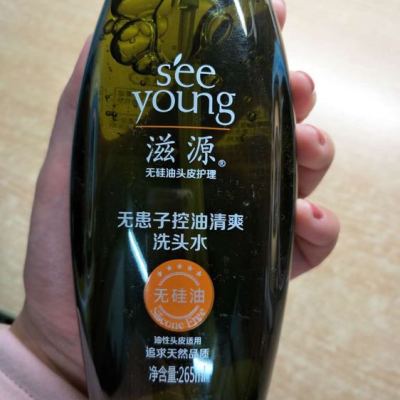 see
young
滋源®
无硅油头皮护理
无患子控油清爽
洗头水
无硅油
Silicone Free
油性头皮适用
追求天然品质
净含量:265ml